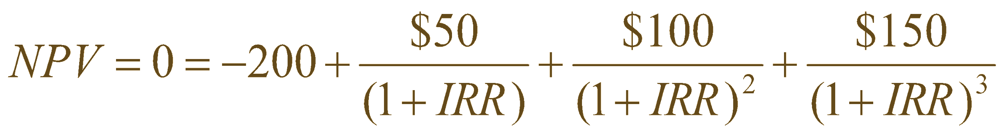 NPV = 0 = −200 + $50/(1 + IRR) + $100/(1 + IRR)² + $150/(1 + IRR)³